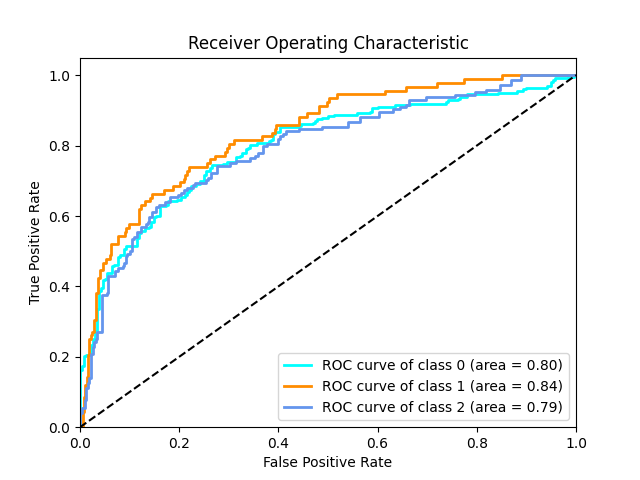 Receiver Operating Characteristic
True Positive Rate
1.0
0.8
0.6
0.4
0.2
0.0
ROC curve of class 0 (area = 0.80)
ROC curve of class 1 (area = 0.84)
ROC curve of class 2 (area = 0.79)
0.0 0.2 0.4 0.6 0.8 1.0
False Positive Rate